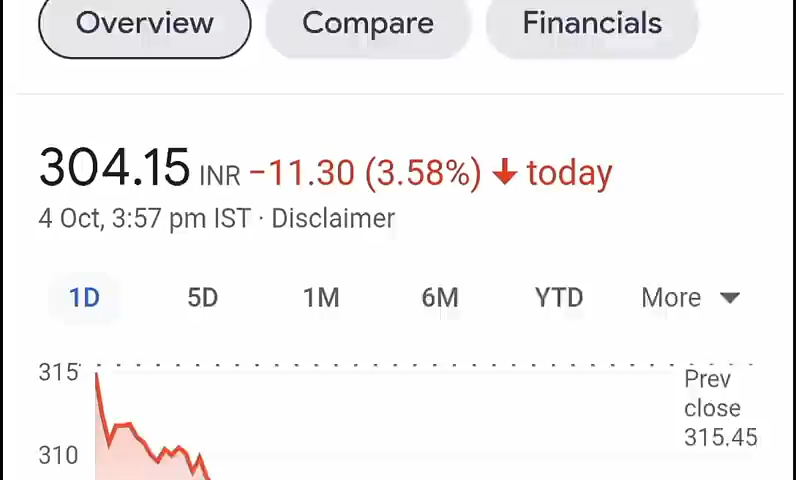 Overview Compare Financials
304.15 INR −11.30 (3.58%) ↓ today
4 Oct, 3:57 pm IST · Disclaimer
1D 5D 1M 6M YTD More
315
Prev
close
315.45
310